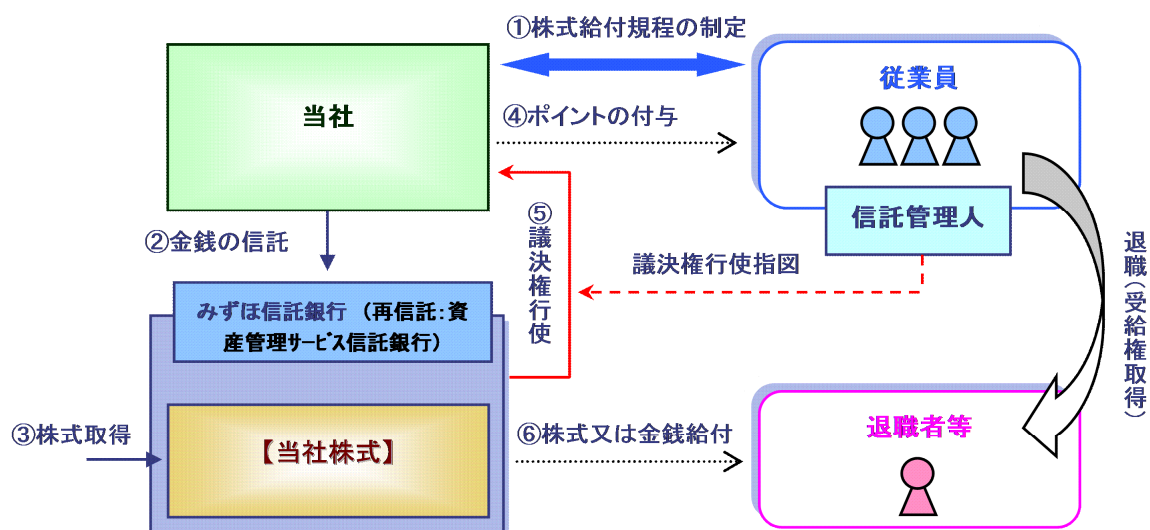 ①株式給付規程の制定
当社
従業員
④ポイントの付与
信託管理人
②金銭の信託
⑤議決権行使
議決権行使指図
退職（受給権取得）
みずほ信託銀行 （再信託：資
産管理ｻｰﾋﾞｽ信託銀行）
③株式取得
【当社株式】
⑥株式又は金銭給付
退職者等